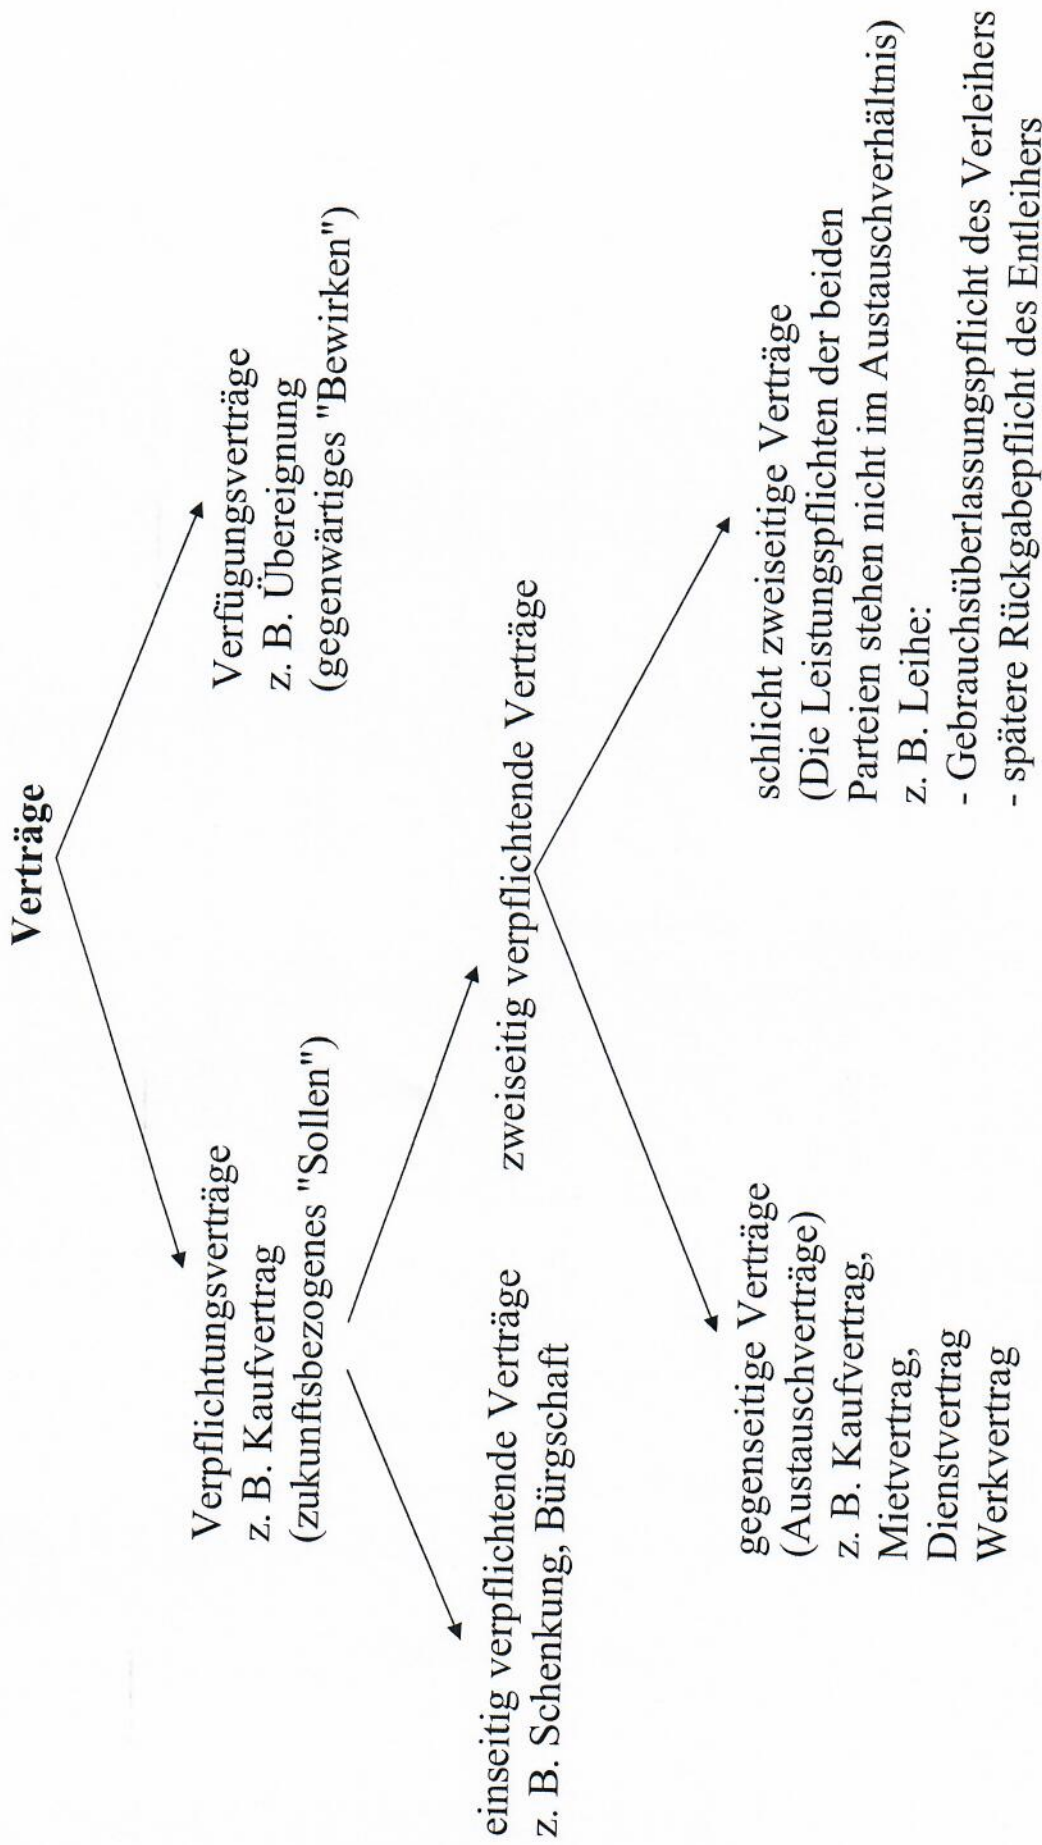 Verträge
Verpflichtungsverträge
z. B. Kaufvertrag
(zukunftsbezogenes "Sollen")
Verfügungsverträge
z. B. Übereignung
(gegenwärtiges "Bewirken")
einseitig verpflichtende Verträge
z. B. Schenkung, Bürgschaft
zweiseitig verpflichtende Verträge
gegenseitige Verträge
(Austauschverträge)
z. B. Kaufvertrag,
Mietvertrag,
Dienstvertrag
Werkvertrag
schlicht zweiseitige Verträge
(Die Leistungspflichten der beiden
Parteien stehen nicht im Austauschverhältnis)
z. B. Leihe:
- Gebrauchsüberlassungspflicht des Verleihers
- spätere Rückgabepflicht des Entleihers